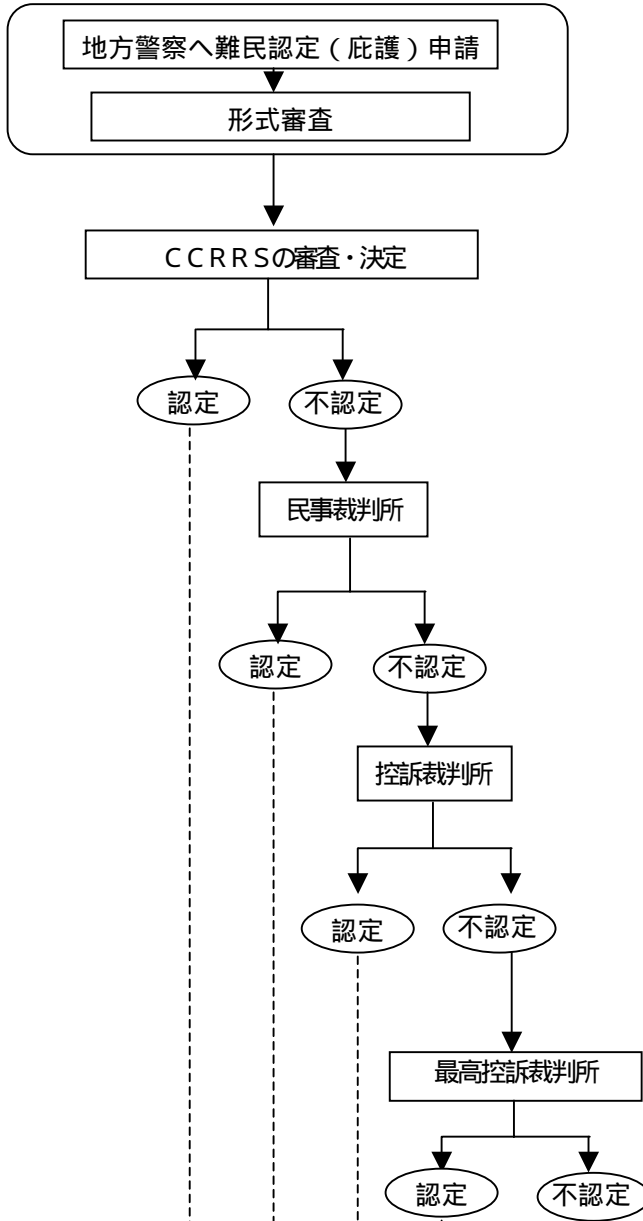 地方警察へ難民認定（庇護）申請
形式審査
ＣＣＲＲＳの審査・決定
認定
不認定
民事裁判所
認定
不認定
控訴裁判所
認定
不認定
最高控訴裁判所
認定
不認定